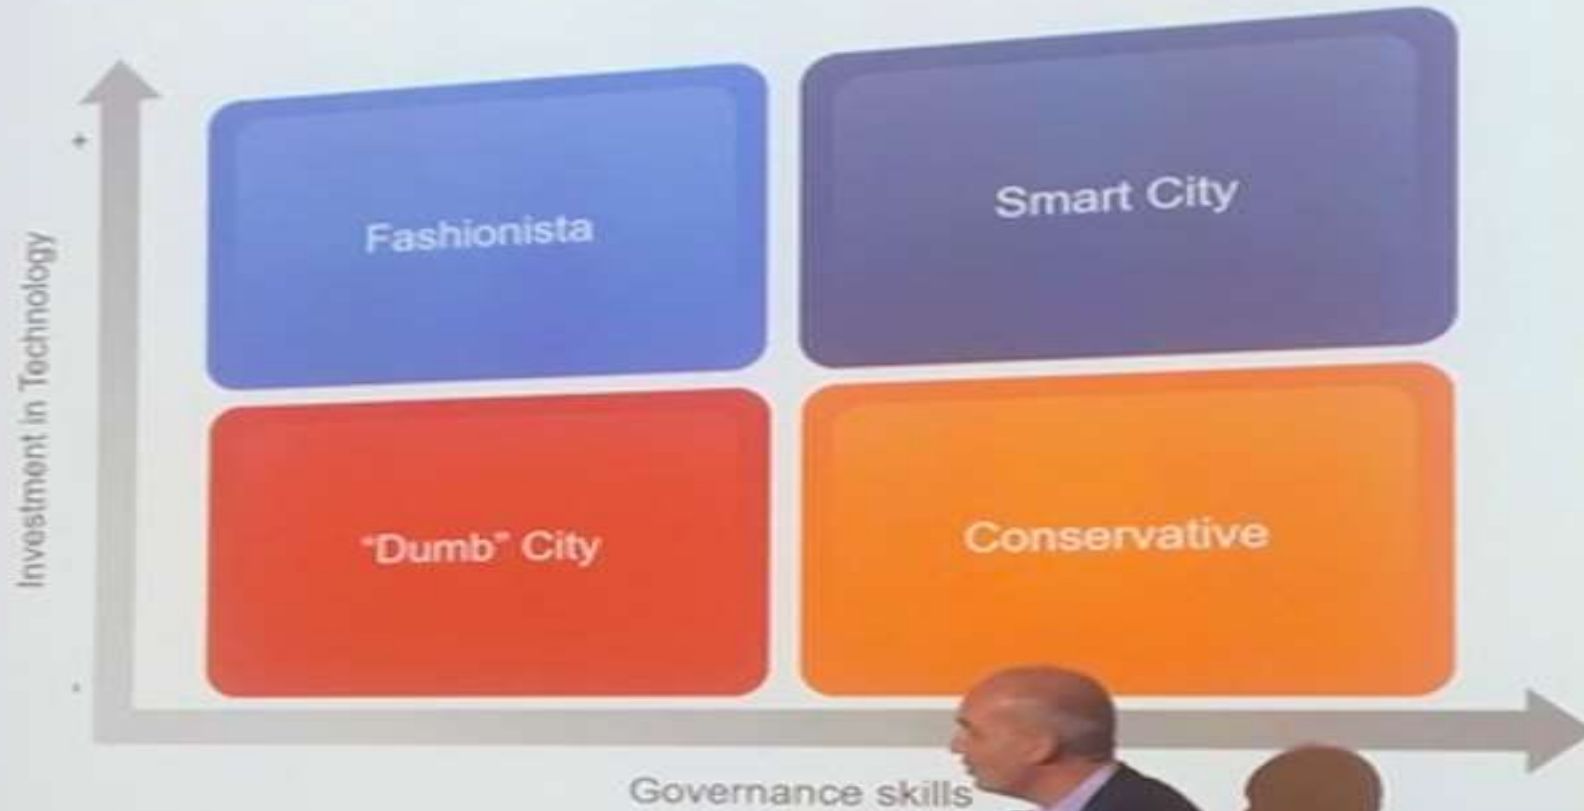 +
Fashionista
Smart City
Investment in Technology
"Dumb" City
Conservative
-
Governance skills